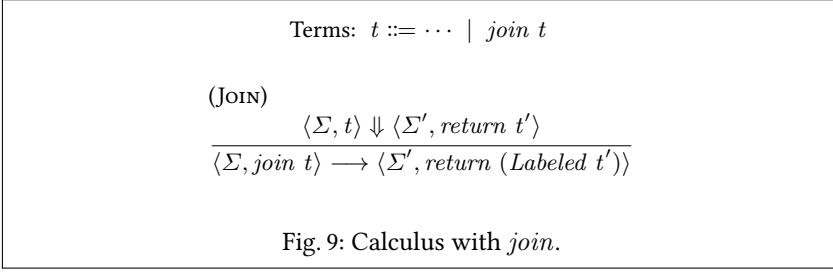 Terms: t ::= ⋯ | join t
(Join)
⟨Σ, t⟩ ⇓ ⟨Σ′, return t′⟩
⟨Σ, join t⟩ ⟶ ⟨Σ′, return (Labeled t′)⟩
Fig. 9: Calculus with join.